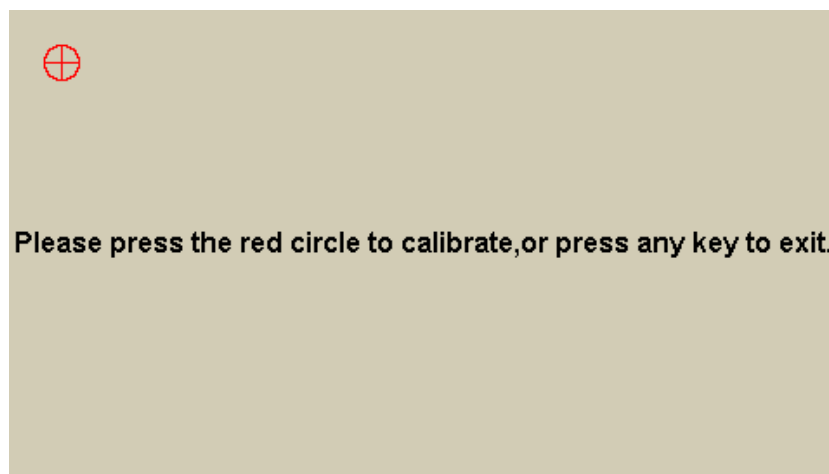 Please press the red circle to calibrate,or press any key to exit.